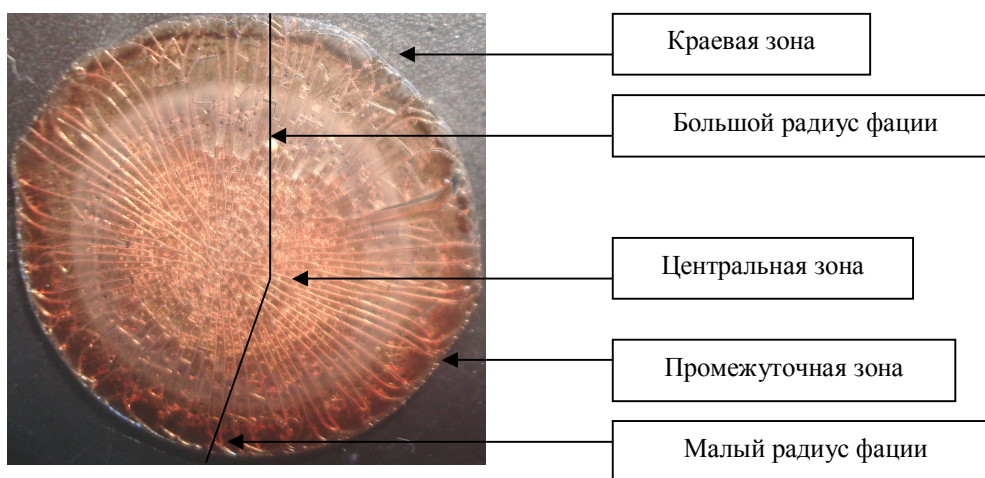 Краевая зона
Большой радиус фации
Центральная зона
Промежуточная зона
Малый радиус фации